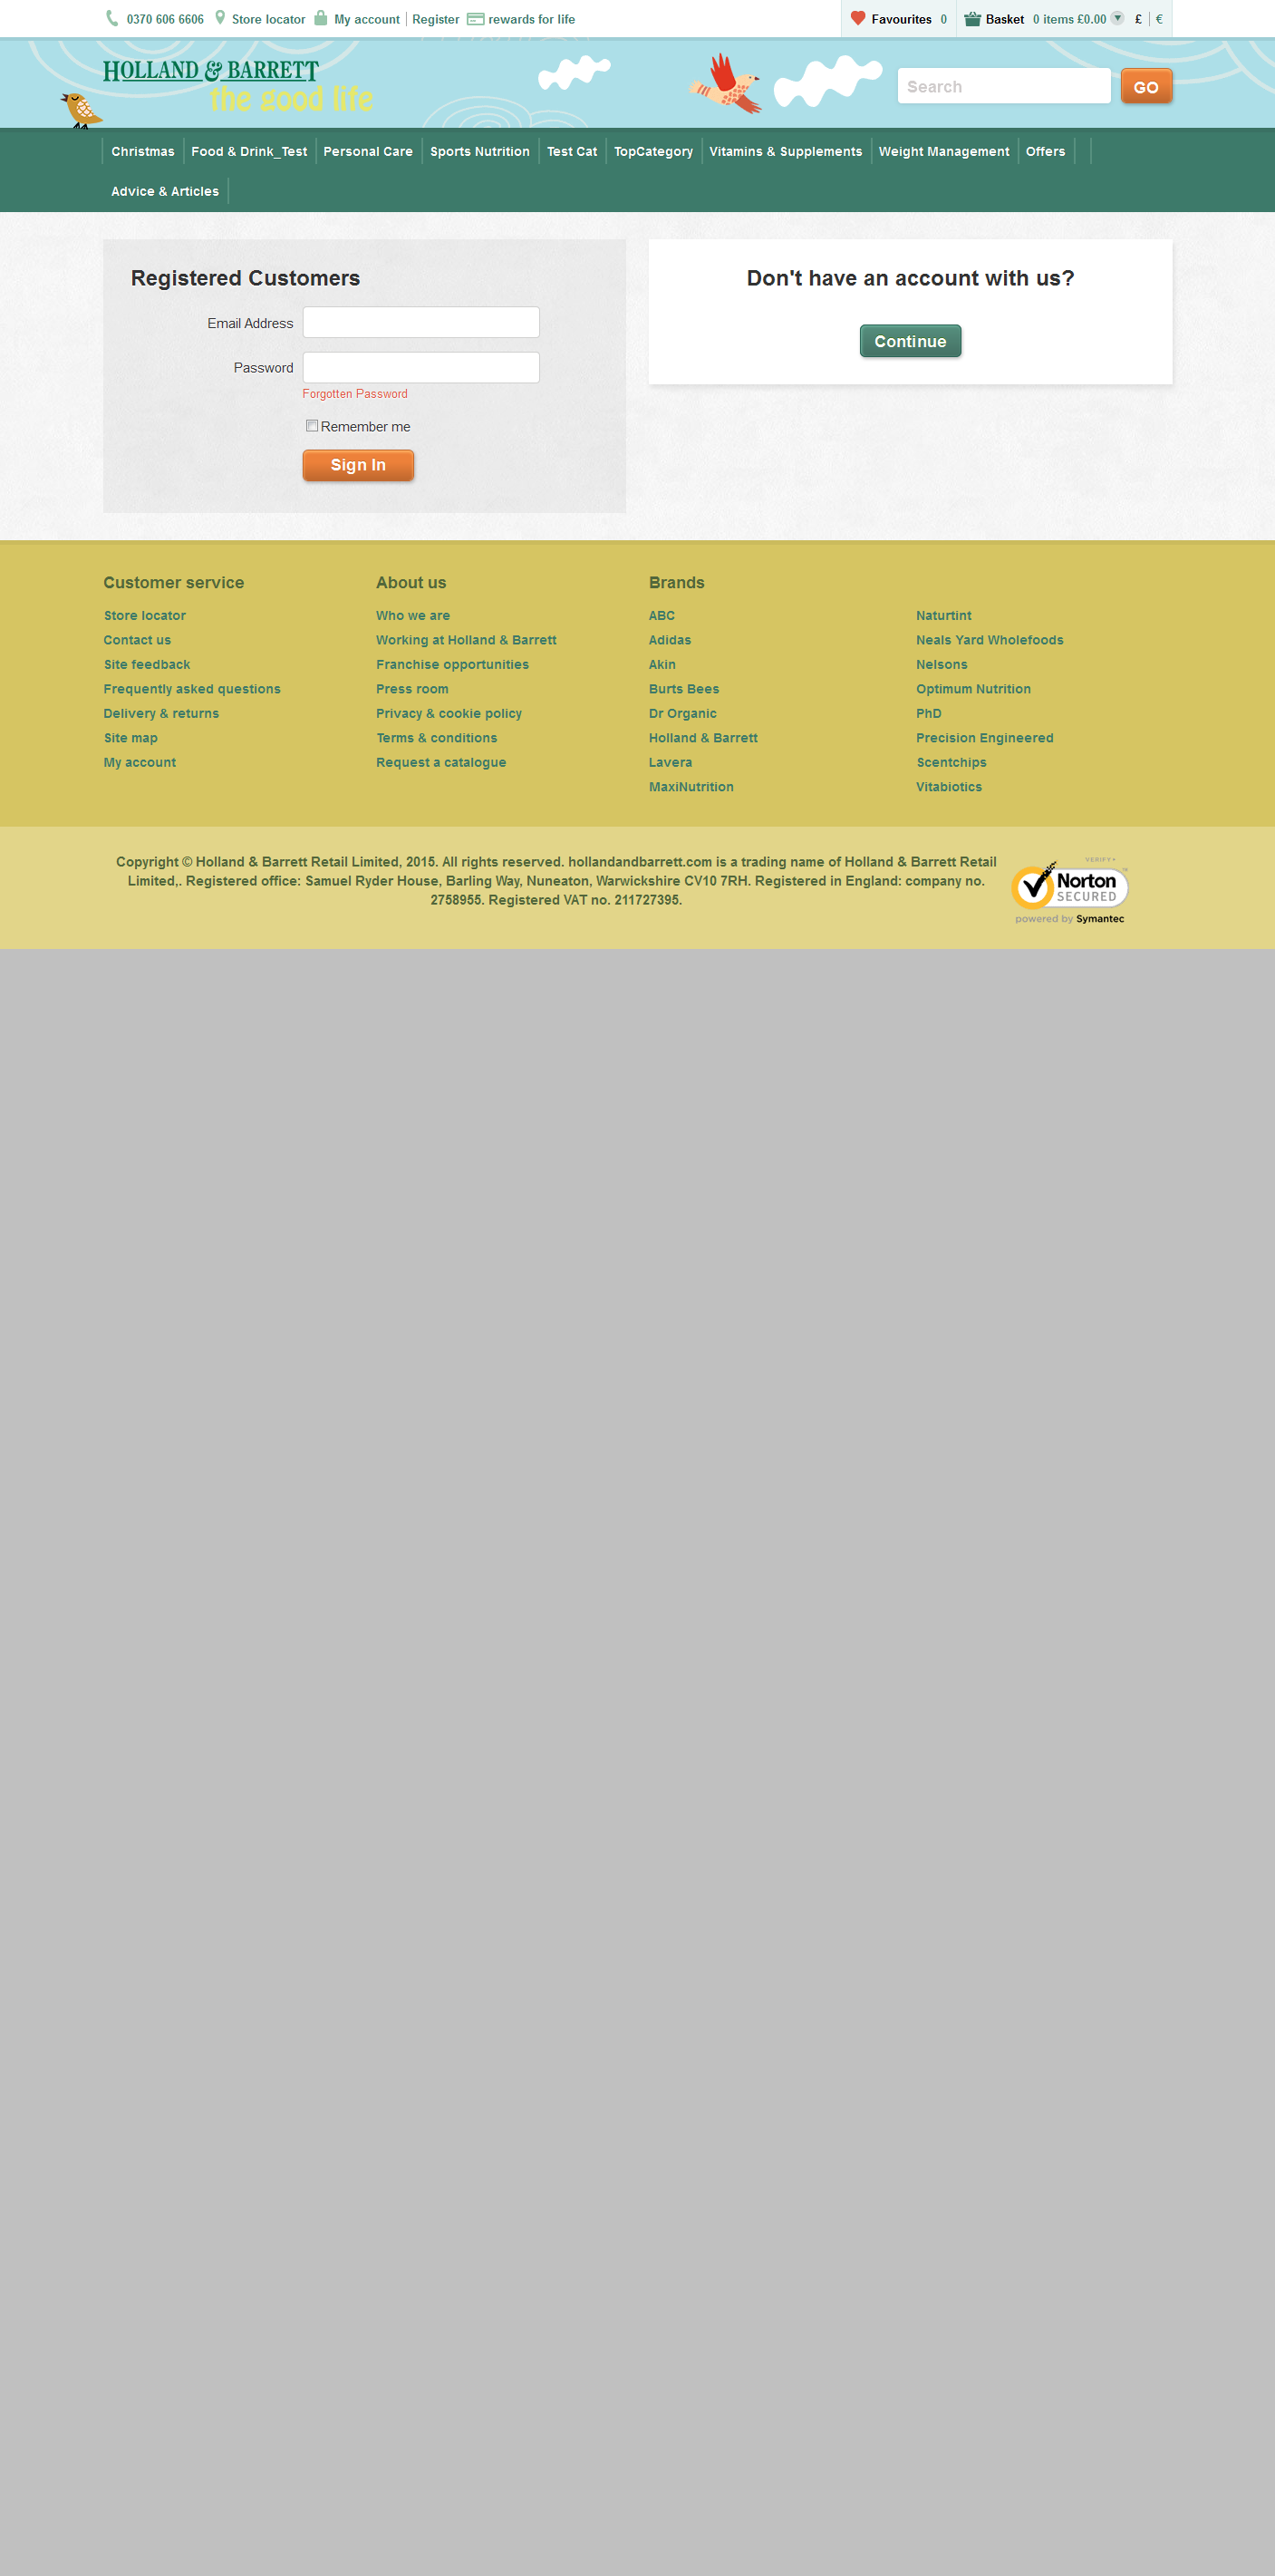 0370 606 6606 Store locator My account Register rewards for life Favourites 0 Basket 0 items £0.00 £ €
HOLLAND & BARRETT
the good life
Search GO
Christmas Food & Drink_Test Personal Care Sports Nutrition Test Cat TopCategory Vitamins & Supplements Weight Management Offers
Advice & Articles
Registered Customers
Email Address
Password
Forgotten Password
Remember me
Sign In
Don't have an account with us?
Continue
Customer service
Store locator
Contact us
Site feedback
Frequently asked questions
Delivery & returns
Site map
My account
About us
Who we are
Working at Holland & Barrett
Franchise opportunities
Press room
Privacy & cookie policy
Terms & conditions
Request a catalogue
Brands
ABC
Adidas
Akin
Burts Bees
Dr Organic
Holland & Barrett
Lavera
MaxiNutrition
Naturtint
Neals Yard Wholefoods
Nelsons
Optimum Nutrition
PhD
Precision Engineered
Scentchips
Vitabiotics
Copyright © Holland & Barrett Retail Limited, 2015. All rights reserved. hollandandbarrett.com is a trading name of Holland & Barrett Retail
Limited,. Registered office: Samuel Ryder House, Barling Way, Nuneaton, Warwickshire CV10 7RH. Registered in England: company no.
2758955. Registered VAT no. 211727395.
VERIFY▸
Norton™
SECURED
powered by Symantec